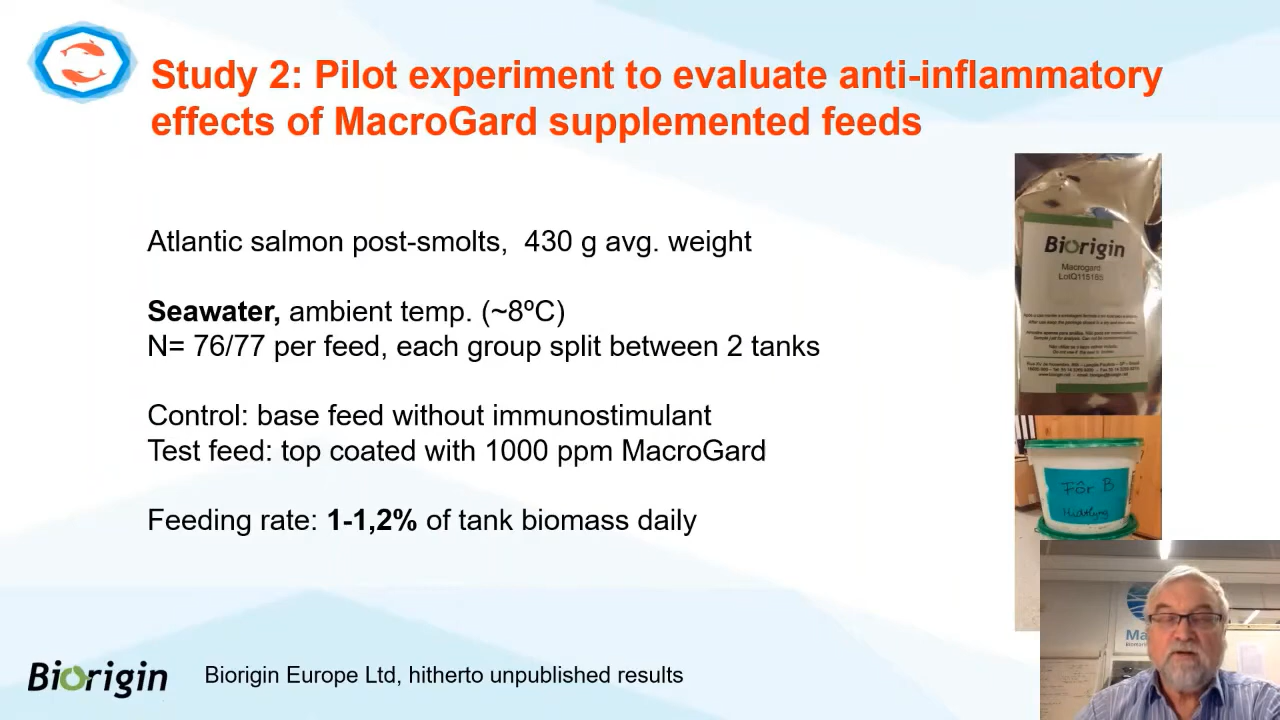 Study 2: Pilot experiment to evaluate anti-inflammatory
effects of MacroGard supplemented feeds
Atlantic salmon post-smolts, 430 g avg. weight
Seawater, ambient temp. (~8ºC)
N= 76/77 per feed, each group split between 2 tanks
Control: base feed without immunostimulant
Test feed: top coated with 1000 ppm MacroGard
Feeding rate: 1-1,2% of tank biomass daily
Biorigin
Macrogard
Fôr B
Ma
Biorigin
Biorigin Europe Ltd, hitherto unpublished results